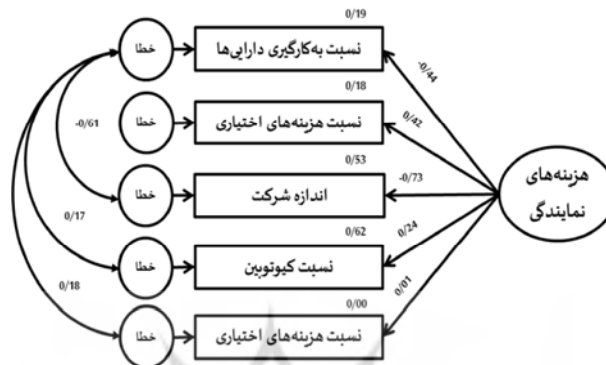 0/19
خطا
نسبت به‌کارگیری دارایی‌ها
-0/44
0/18
خطا
نسبت هزینه‌های اختیاری
0/42
-0/61
0/53
خطا
اندازه شرکت
-0/73
هزینه‌های
نمایندگی
0/62
0/17
خطا
نسبت کیوتوبین
0/24
0/00
0/18
خطا
نسبت هزینه‌های اختیاری
0/01